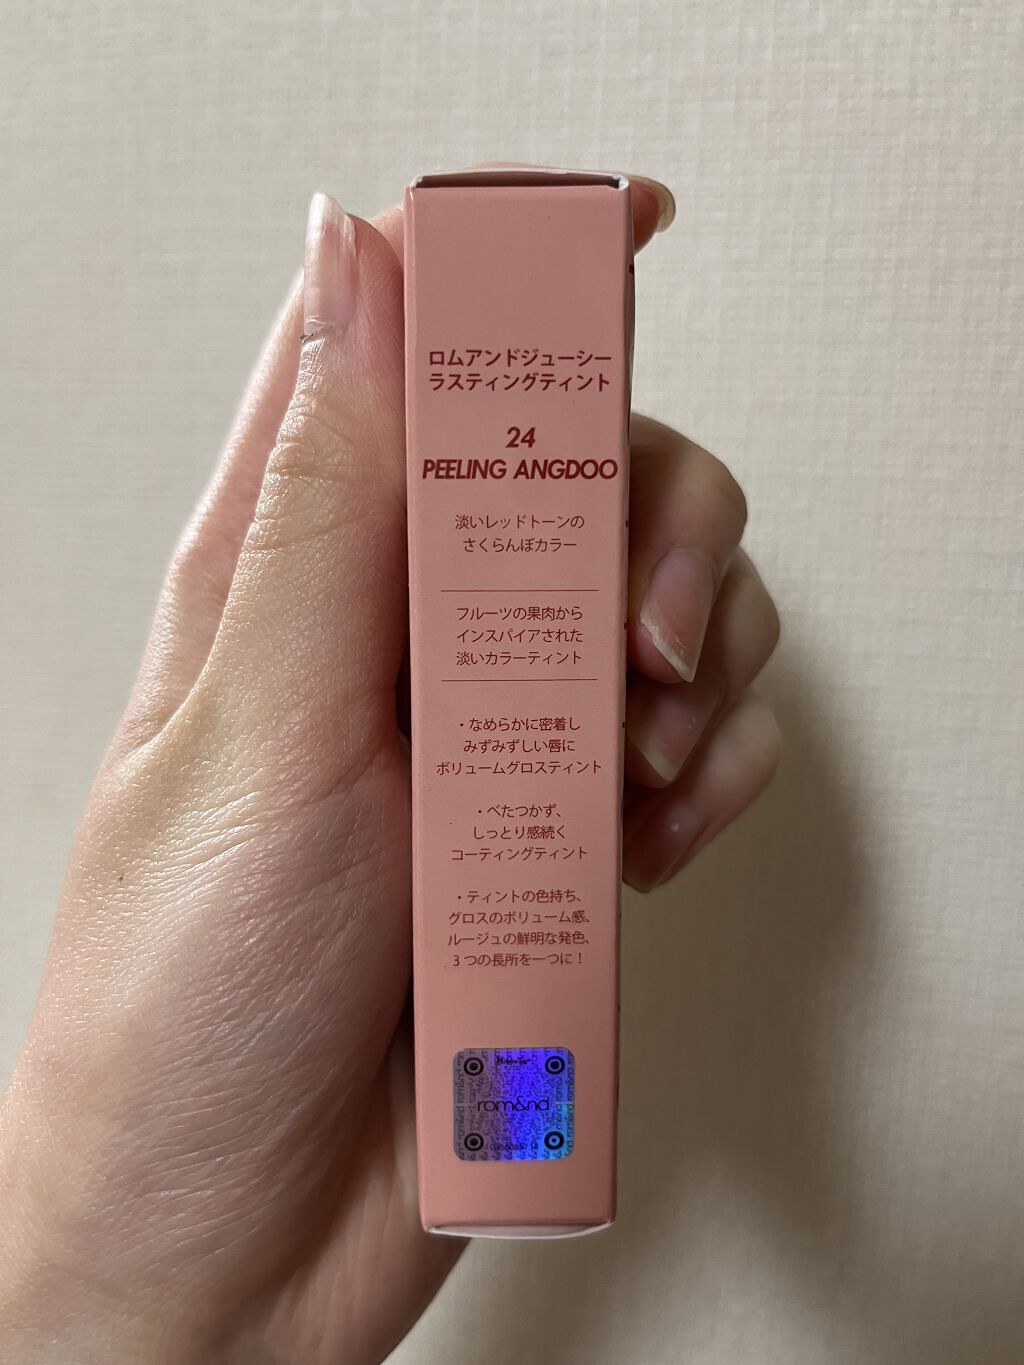 ロムアンドジューシー
ラスティングティント
24
PEELING ANGDOO
淡いレッドトーンの
さくらんぼカラー
フルーツの果肉から
インスパイアされた
淡いカラーティント
・なめらかに密着し
みずみずしい唇に
ボリュームグロスティント
・べたつかず、
しっとり感続く
コーティングティント
・ティントの色持ち、
グロスのボリューム感、
ルージュの鮮明な発色、
3つの長所を一つに！
rom&nd